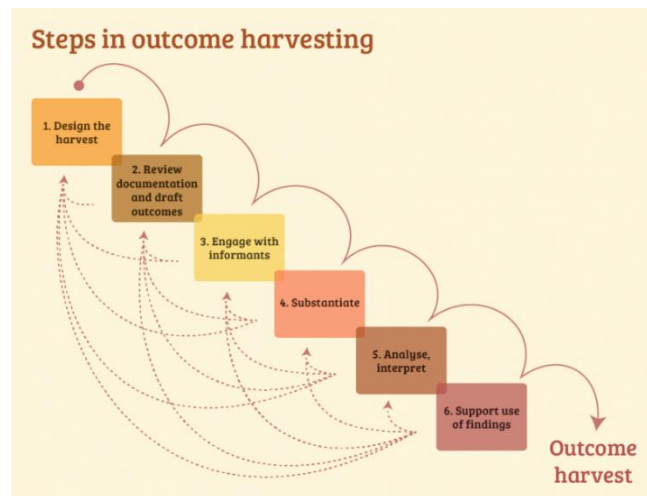 Steps in outcome harvesting
1. Design the
harvest
2. Review
documentation
and draft
outcomes
3. Engage with
informants
4. Substantiate
5. Analyse,
interpret
6. Support use
of findings
Outcome
harvest